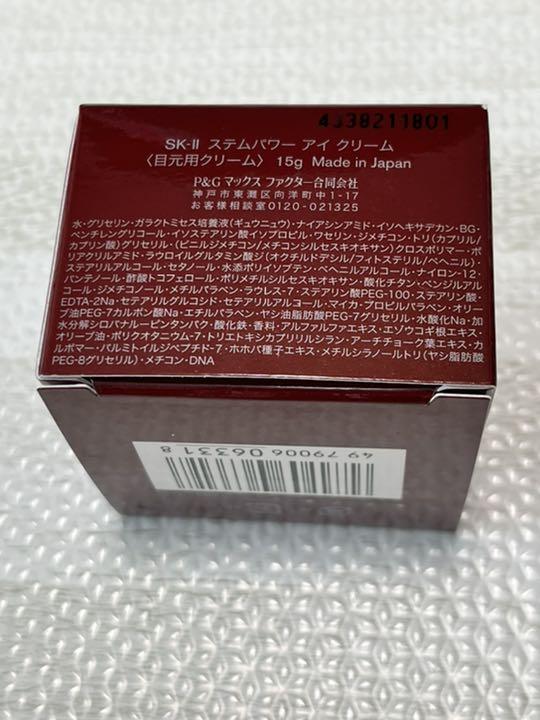 4338211801
SK-II ステムパワー アイ クリーム
〈目元用クリーム〉 15g Made in Japan
P&G マックス ファクター合同会社
神戸市東灘区向洋町中1-17
お客様相談室0120-021325
水・グリセリン・ガラクトミセス培養液(ギュウニュウ)・ナイアシンアミド・イソヘキサデカン・BG・
ペンチレングリコール・イソステアリン酸イソプロピル・ワセリン・ジメチコン・トリ(カプリル/
カプリン酸)グリセリル・(ビニルジメチコン/メチコンシルセスキオキサン)クロスポリマー・ポ
リアクリルアミド・ラウロイルグルタミン酸ジ(オクチルドデシル/フィトステリル/ベヘニル)・
ステアリルアルコール・セタノール・水添ポリイソブテン・ベヘニルアルコール・ナイロン-12・
パンテノール・酢酸トコフェロール・ポリメチルシルセスキオキサン・酸化チタン・ベンジルアル
コール・ジメチコノール・メチルパラベン・ラウレス-7・ステアリン酸PEG-100・ステアリン酸・
EDTA-2Na・セテアリルグルコシド・セテアリルアルコール・マイカ・プロピルパラベン・オリー
ブ油PEG-7カルボン酸Na・エチルパラベン・ヤシ油脂肪酸PEG-7グリセリル・水酸化Na・加
水分解シロバナルーピンタンパク・酸化鉄・香料・アルファルファエキス・エゾウコギ根エキス・
オリーブ油・ポリクオタニウム-7・トリエトキシカプリリルシラン・アーチチョーク葉エキス・カ
ルボマー・パルミトイルジペプチド-7・ホホバ種子エキス・メチルシラノールトリ(ヤシ脂肪酸
PEG-8グリセリル)・メチコン・DNA
4 979006 063318